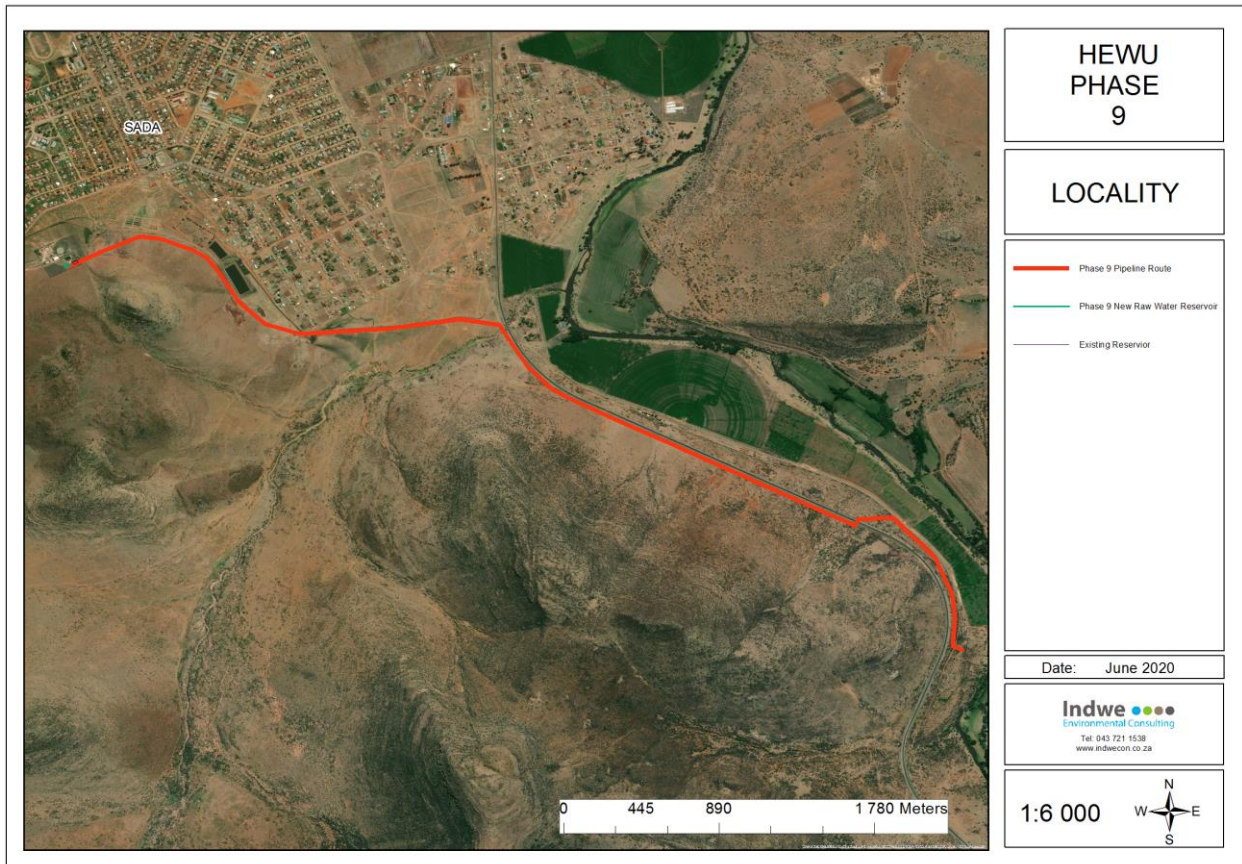 SADA
HEWU
PHASE
9
LOCALITY
Phase 9 Pipeline Route
Phase 9 New Raw Water Reservoir
Existing Reservior
Date: June 2020
Indwe
Environmental Consulting
Tel: 043 721 1538
www.indwecon.co.za
0 445 890 1 780 Meters
1:6 000
N
W E
S